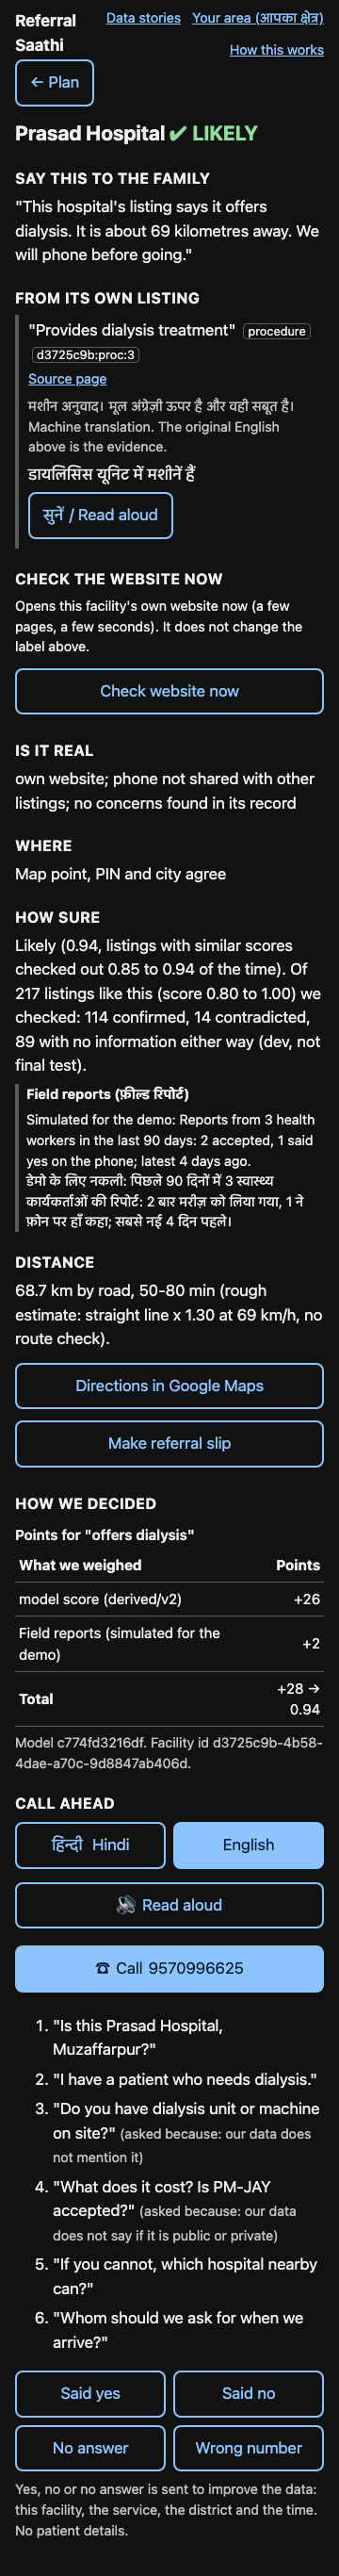 Referral
Saathi
Data stories Your area (आपका क्षेत्र)
How this works
← Plan
Prasad Hospital ✔ LIKELY
SAY THIS TO THE FAMILY
"This hospital's listing says it offers
dialysis. It is about 69 kilometres away. We
will phone before going."
FROM ITS OWN LISTING
"Provides dialysis treatment" procedure
d3725c9b:proc:3
Source page
मशीन अनुवाद। मूल अंग्रेज़ी ऊपर है और वही सबूत है।
Machine translation. The original English
above is the evidence.
डायलिसिस यूनिट में मशीनें हैं
सुनें / Read aloud
CHECK THE WEBSITE NOW
Opens this facility's own website now (a few
pages, a few seconds). It does not change the
label above.
Check website now
IS IT REAL
own website; phone not shared with other
listings; no concerns found in its record
WHERE
Map point, PIN and city agree
HOW SURE
Likely (0.94, listings with similar scores
checked out 0.85 to 0.94 of the time). Of
217 listings like this (score 0.80 to 1.00) we
checked: 114 confirmed, 14 contradicted,
89 with no information either way (dev, not
final test).
Field reports (फ़ील्ड रिपोर्ट)
Simulated for the demo: Reports from 3 health
workers in the last 90 days: 2 accepted, 1 said
yes on the phone; latest 4 days ago.
डेमो के लिए नकली: पिछले 90 दिनों में 3 स्वास्थ्य
कार्यकर्ताओं की रिपोर्ट: 2 बार मरीज़ को लिया गया, 1 ने
फ़ोन पर हाँ कहा; सबसे नई 4 दिन पहले।
DISTANCE
68.7 km by road, 50-80 min (rough
estimate: straight line x 1.30 at 69 km/h, no
route check).
Directions in Google Maps
Make referral slip
HOW WE DECIDED
Points for "offers dialysis"
What we weighed Points
model score (derived/v2) +26
Field reports (simulated for the
demo) +2
Total +28 →
0.94
Model c774fd3216df. Facility id d3725c9b-4b58-
4dae-a70c-9d8847ab406d.
CALL AHEAD
हिन्दी Hindi English
🔊 Read aloud
☎ Call 9570996625
1. "Is this Prasad Hospital,
Muzaffarpur?"
2. "I have a patient who needs dialysis."
3. "Do you have dialysis unit or machine
on site?" (asked because: our data does
not mention it)
4. "What does it cost? Is PM-JAY
accepted?" (asked because: our data
does not say if it is public or private)
5. "If you cannot, which hospital nearby
can?"
6. "Whom should we ask for when we
arrive?"
Said yes Said no
No answer Wrong number
Yes, no or no answer is sent to improve the data:
this facility, the service, the district and the time.
No patient details.